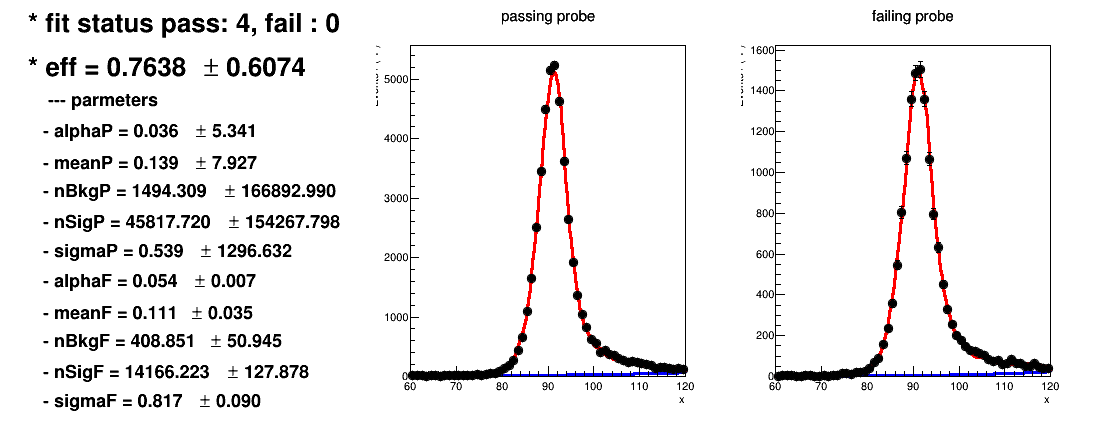 * fit status pass: 4, fail : 0
* eff = 0.7638 ± 0.6074
--- parmeters
- alphaP = 0.036 ± 5.341
- meanP = 0.139 ± 7.927
- nBkgP = 1494.309 ± 166892.990
- nSigP = 45817.720 ± 154267.798
- sigmaP = 0.539 ± 1296.632
- alphaF = 0.054 ± 0.007
- meanF = 0.111 ± 0.035
- nBkgF = 408.851 ± 50.945
- nSigF = 14166.223 ± 127.878
- sigmaF = 0.817 ± 0.090
passing probe
5000
4000
3000
2000
1000
0
60 70 80 90 100 110 120
x
failing probe
1600
1400
1200
1000
800
600
400
200
0
60 70 80 90 100 110 120
x